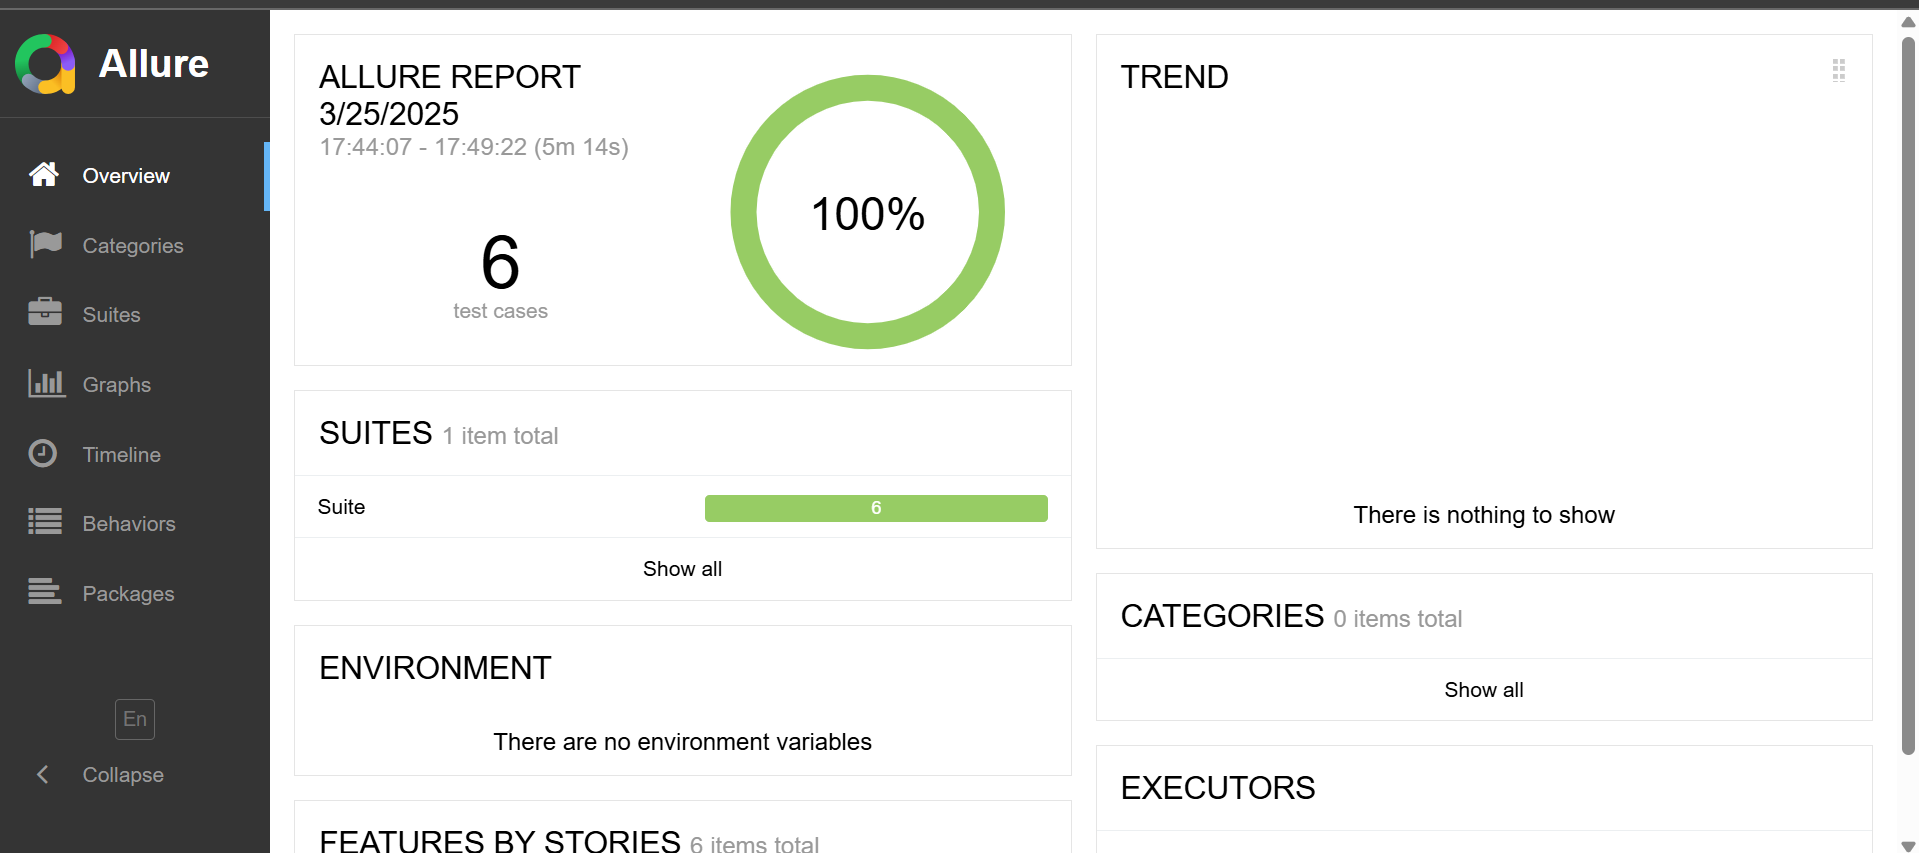 Allure
Overview
Categories
Suites
Graphs
Timeline
Behaviors
Packages
En
Collapse
ALLURE REPORT
3/25/2025
17:44:07 - 17:49:22 (5m 14s)
6
test cases
100%
SUITES 1 item total
Suite 6
Show all
ENVIRONMENT
There are no environment variables
FEATURES BY STORIES 6 items total
TREND
There is nothing to show
CATEGORIES 0 items total
Show all
EXECUTORS